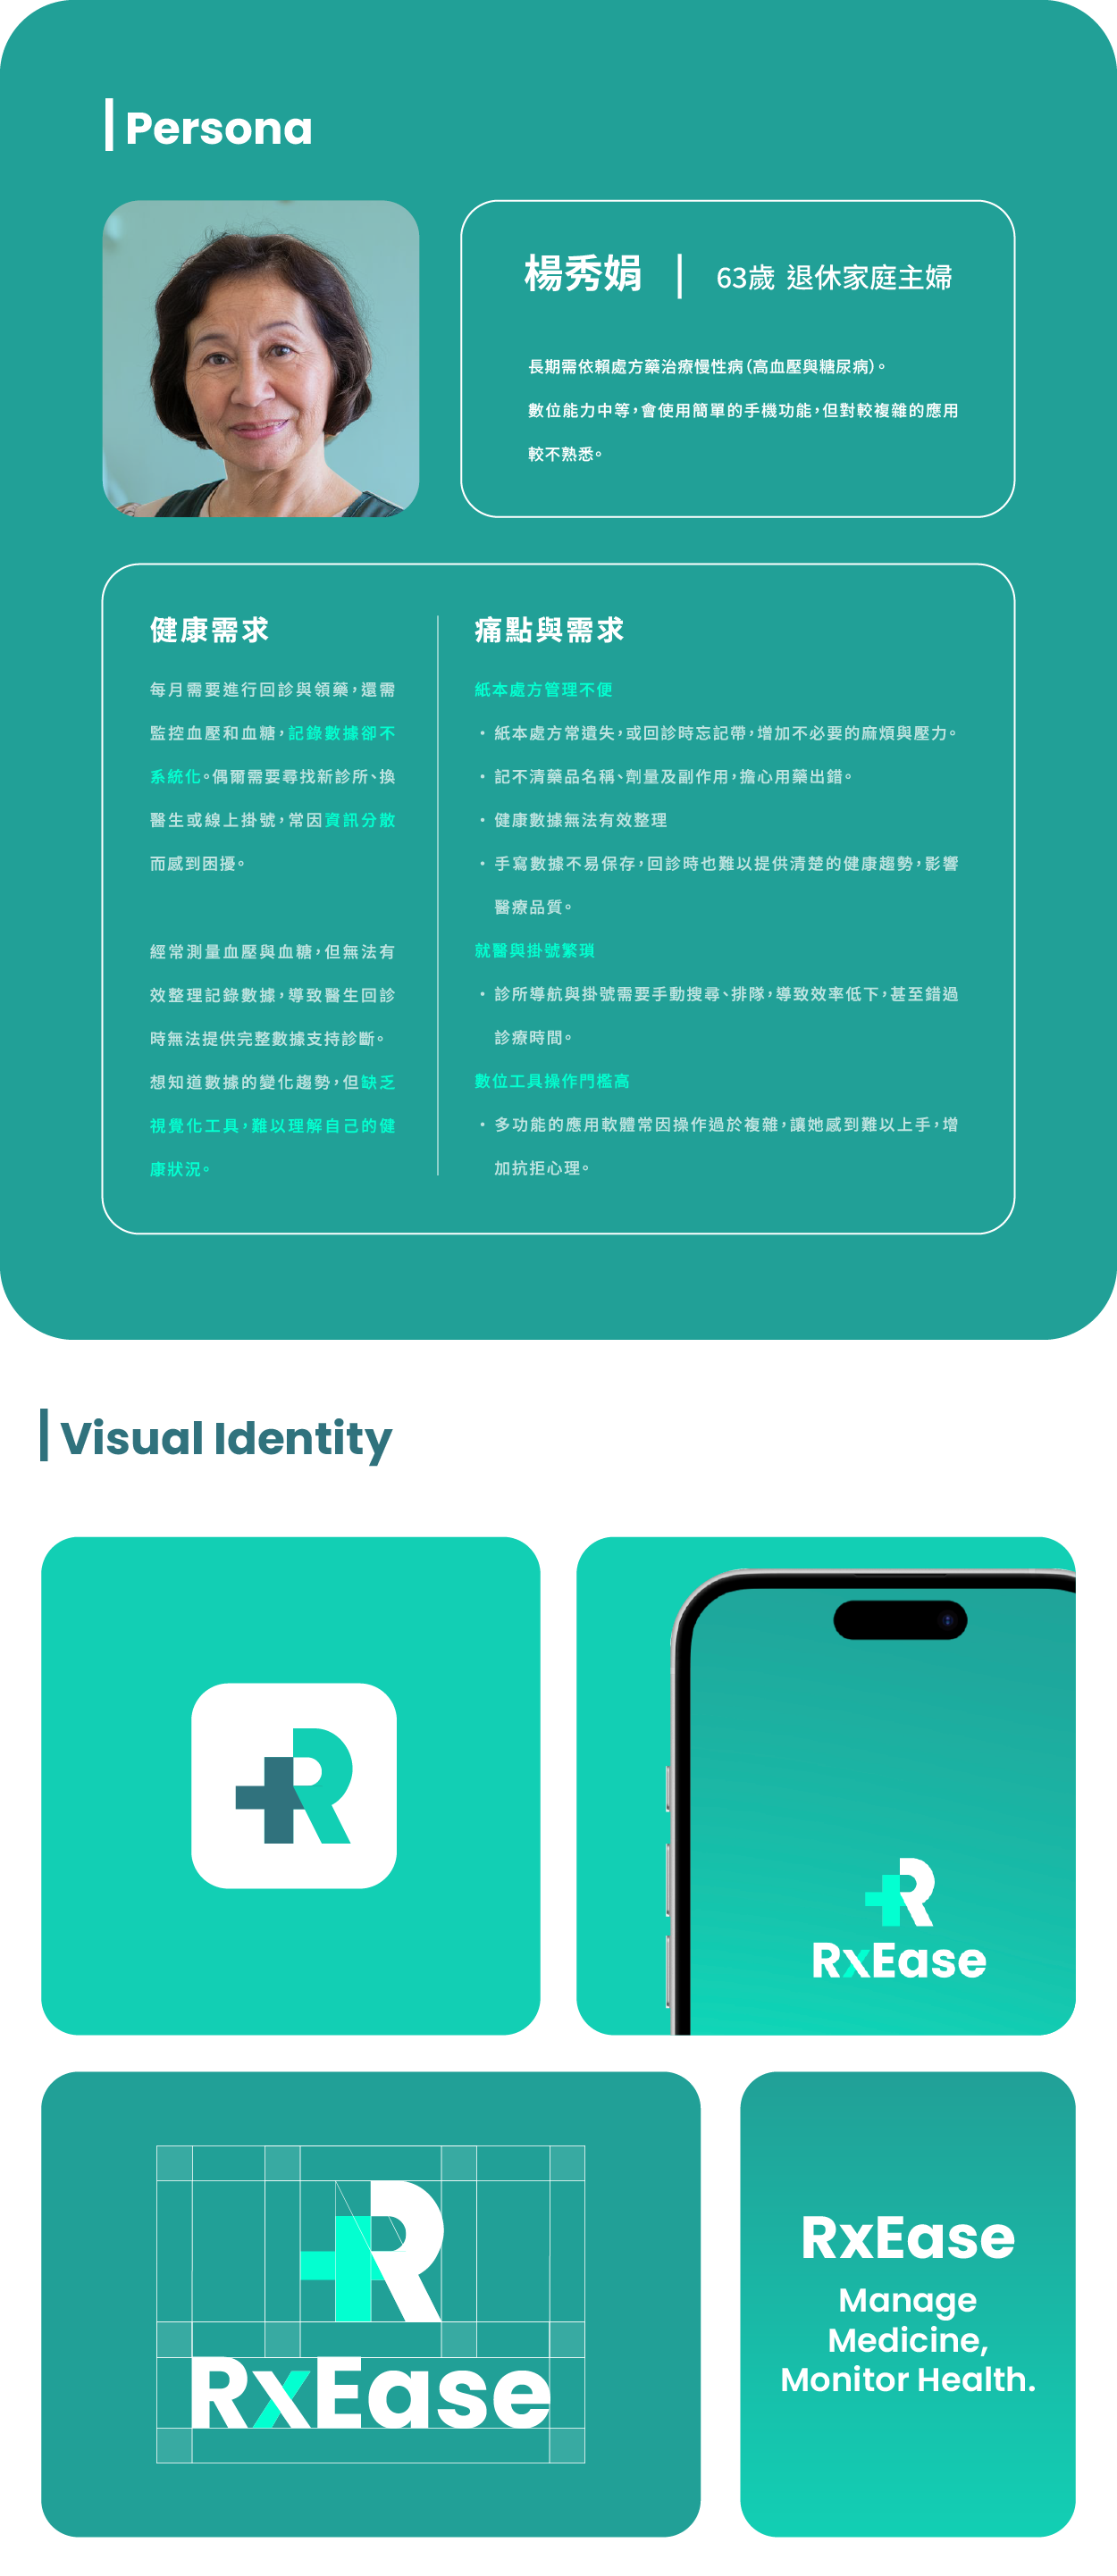 Persona
楊秀娟 | 63歲 退休家庭主婦
長期需依賴處方藥治療慢性病(高血壓與糖尿病)。
數位能力中等，會使用簡單的手機功能，但對較複雜的應用
較不熟悉。
健康需求
每月需要進行回診與領藥，還需
監控血壓和血糖，記錄數據卻不
系統化。偶爾需要尋找新診所、換
醫生或線上掛號，常因資訊分散
而感到困擾。
經常測量血壓與血糖，但無法有
效整理記錄數據，導致醫生回診
時無法提供完整數據支持診斷。
想知道數據的變化趨勢，但缺乏
視覺化工具，難以理解自己的健
康狀況。
痛點與需求
紙本處方管理不便
・紙本處方常遺失，或回診時忘記帶，增加不必要的麻煩與壓力。
・記不清藥品名稱、劑量及副作用，擔心用藥出錯。
・健康數據無法有效整理
・手寫數據不易保存，回診時也難以提供清楚的健康趨勢，影響
醫療品質。
就醫與掛號繁瑣
・診所導航與掛號需要手動搜尋、排隊，導致效率低下，甚至錯過
診療時間。
數位工具操作門檻高
・多功能的應用軟體常因操作過於複雜，讓她感到難以上手，增
加抗拒心理。
Visual Identity
R
R
RxEase
R
RxEase
RxEase
Manage
Medicine,
Monitor Health.